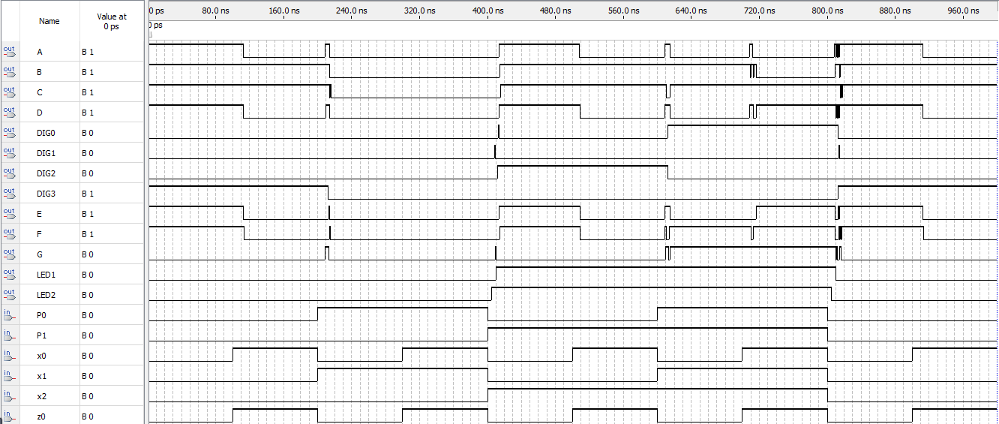 Name
Value at
0 ps
0 ps 80.0 ns 160.0 ns 240.0 ns 320.0 ns 400.0 ns 480.0 ns 560.0 ns 640.0 ns 720.0 ns 800.0 ns 880.0 ns 960.0 ns
0 ps
out A B 1
out B B 1
out C B 1
out D B 1
out DIG0 B 0
out DIG1 B 0
out DIG2 B 0
out DIG3 B 1
out E B 1
out F B 1
out G B 0
out LED1 B 0
out LED2 B 0
in P0 B 0
in P1 B 0
in x0 B 0
in x1 B 0
in x2 B 0
in z0 B 0